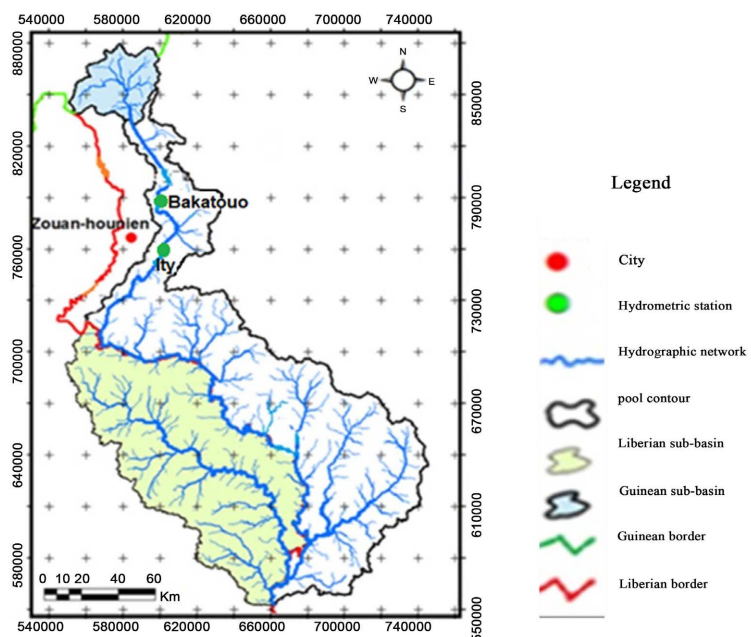 540000 580000 620000 660000 700000 740000
880000
850000
820000
790000
760000
730000
700000
670000
640000
610000
580000
550000
N
W E
S
Bakatouo
Zouan-hounien
Ity
0 10 20 40 60
Km
540000 580000 620000 660000 700000 740000
Legend
City
Hydrometric station
Hydrographic network
pool contour
Liberian sub-basin
Guinean sub-basin
Guinean border
Liberian border